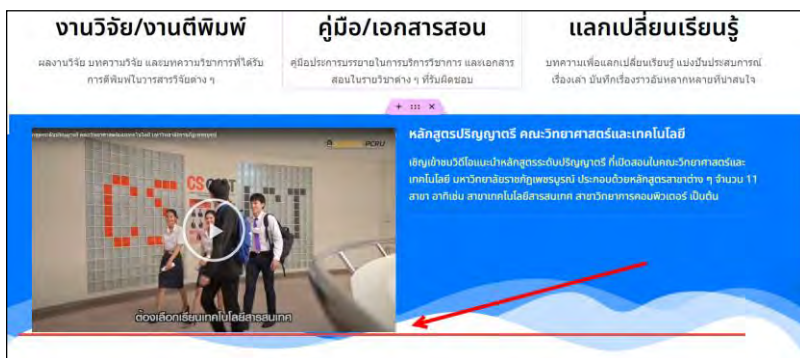 งานวิจัย/งานตีพิมพ์
ผลงานวิจัย บทความวิจัย และบทความวิชาการที่ได้รับ
การตีพิมพ์ในวารสารวิจัยต่าง ๆ
คู่มือ/เอกสารสอน
คู่มือประการบรรยายในการบริการวิชาการ และเอกสาร
สอนในรายวิชาต่าง ๆ ที่รับผิดชอบ
แลกเปลี่ยนเรียนรู้
บทความเพื่อแลกเปลี่ยนเรียนรู้ แบ่งปันประสบการณ์
เรื่องเล่า บันทึกเรื่องราวอันหลากหลายที่น่าสนใจ
PCRU
CS IT
CS
ต้องเลือกเรียนเทคโนโลยีสารสนเทศ
หลักสูตรปริญญาตรี คณะวิทยาศาสตร์และเทคโนโลยี
เชิญเข้าชมวิดีโอแนะนำหลักสูตรระดับปริญญาตรี ที่เปิดสอนในคณะวิทยาศาสตร์และ
เทคโนโลยี มหาวิทยาลัยราชภัฏเพชรบูรณ์ ประกอบด้วยหลักสูตรสาขาต่าง ๆ จำนวน 11
สาขา อาทิเช่น สาขาเทคโนโลยีสารสนเทศ สาขาวิทยาการคอมพิวเตอร์ เป็นต้น